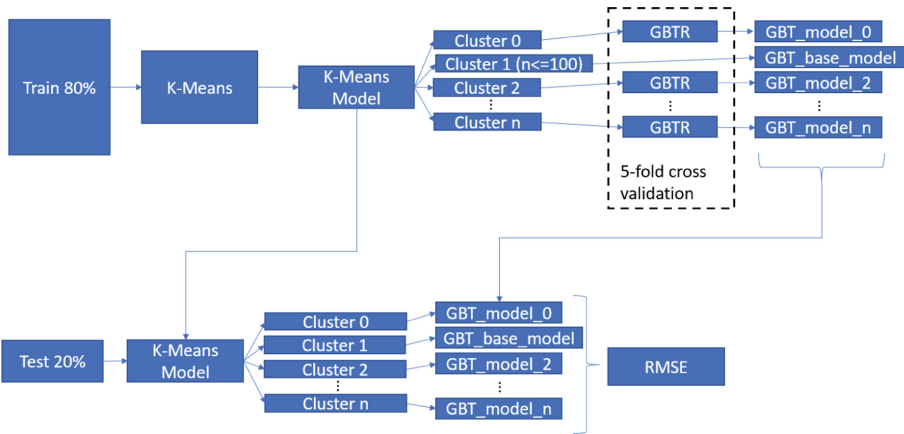 Train 80%
K-Means
K-Means
Model
Cluster 0
Cluster 1 (n<=100)
Cluster 2
⋮
Cluster n
GBTR
GBTR
⋮
GBTR
5-fold cross
validation
GBT_model_0
GBT_base_model
GBT_model_2
⋮
GBT_model_n
Test 20%
K-Means
Model
Cluster 0
Cluster 1
Cluster 2
⋮
Cluster n
GBT_model_0
GBT_base_model
GBT_model_2
⋮
GBT_model_n
RMSE